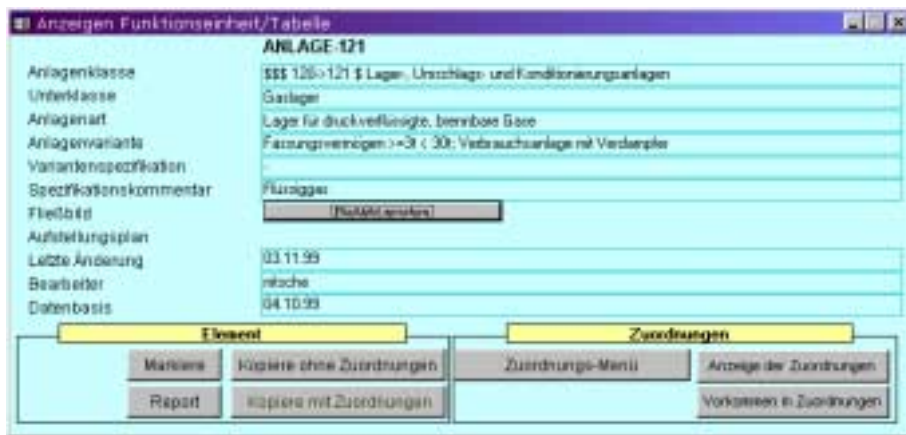 Anzeigen Funktionseinheit/Tabelle
ANLAGE-121
Anlagenklasse $$$ 120->121 $ Lager-, Umschlags- und Konditionierungsanlagen
Unterklasse Gaslager
Anlagenart Lager für druckverflüssigte, brennbare Gase
Anlagenvariante Fassungsvermögen >=3t < 30t; Verbrauchsanlage mit Verdampfer
Variantenspezifikation -
Spezifikationskommentar Flüssiggas
Fließbild Fließbild ansehen
Aufstellungsplan
Letzte Änderung 03.11.99
Bearbeiter nitsche
Datenbasis 04.10.99
Element Zuordnungen
Markiere Kopiere ohne Zuordnungen Zuordnungs-Menü Anzeige der Zuordnungen
Report Kopiere mit Zuordnungen Vorkommen in Zuordnungen